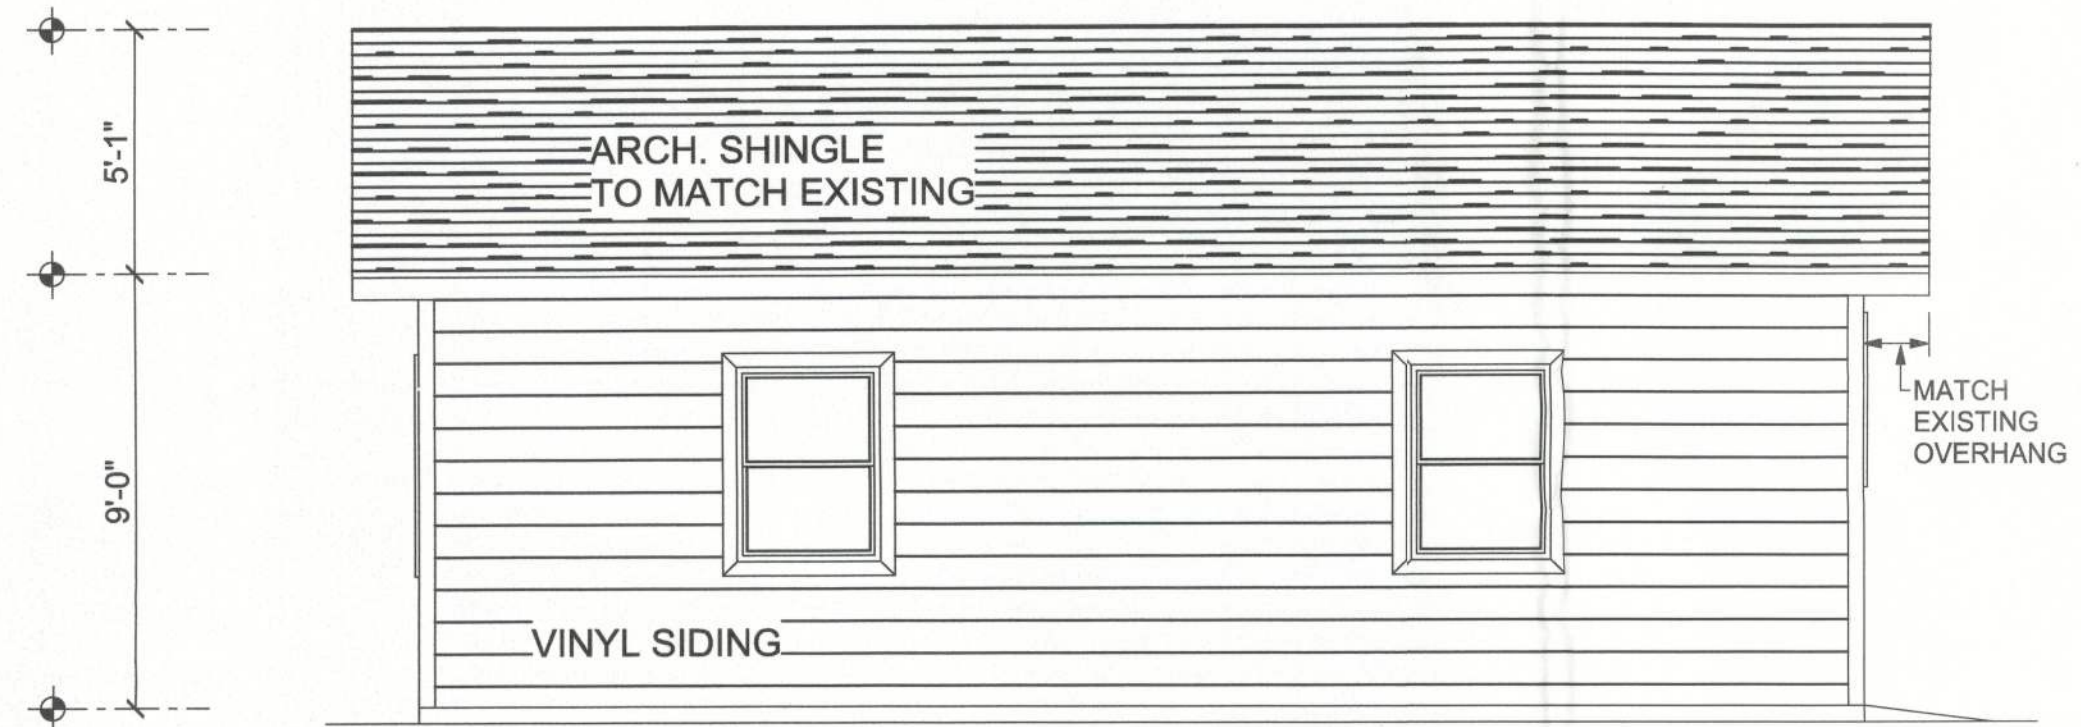 5'-1"
ARCH. SHINGLE
TO MATCH EXISTING
9'-0"
MATCH
EXISTING
OVERHANG
VINYL SIDING